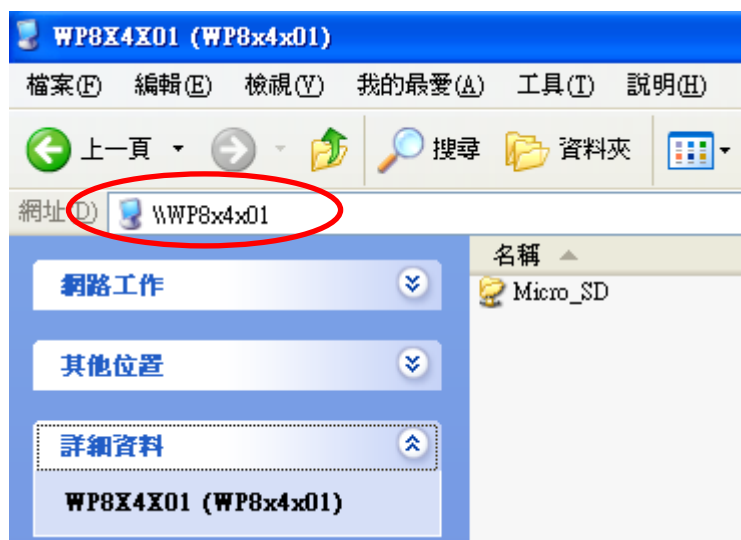 WP8X4X01 (WP8x4x01)
檔案(F) 編輯(E) 檢視(V) 我的最愛(A) 工具(T) 說明(H)
上一頁 搜尋 資料夾
網址(D) \\WP8x4x01
名稱
網路工作
Micro_SD
其他位置
詳細資料
WP8X4X01 (WP8x4x01)